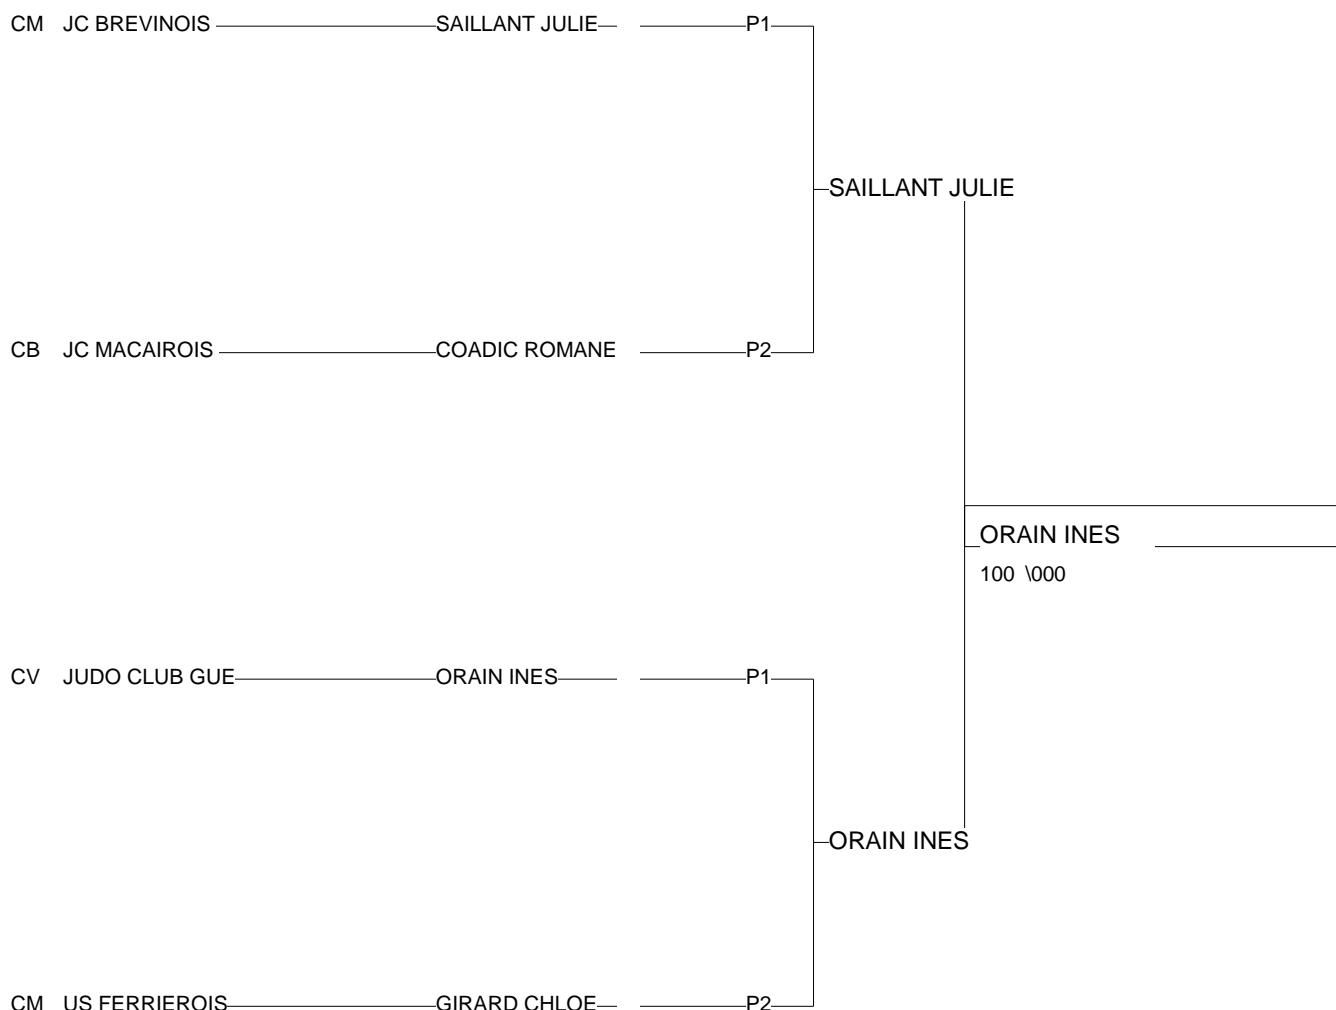 CM JC BREVINOIS SAILLANT JULIE P1
SAILLANT JULIE
CB JC MACAIROIS COADIC ROMANE P2
ORAIN INES
100 \000
CV JUDO CLUB GUE ORAIN INES P1
ORAIN INES
CM US FERRIEROIS GIRARD CHLOE P2